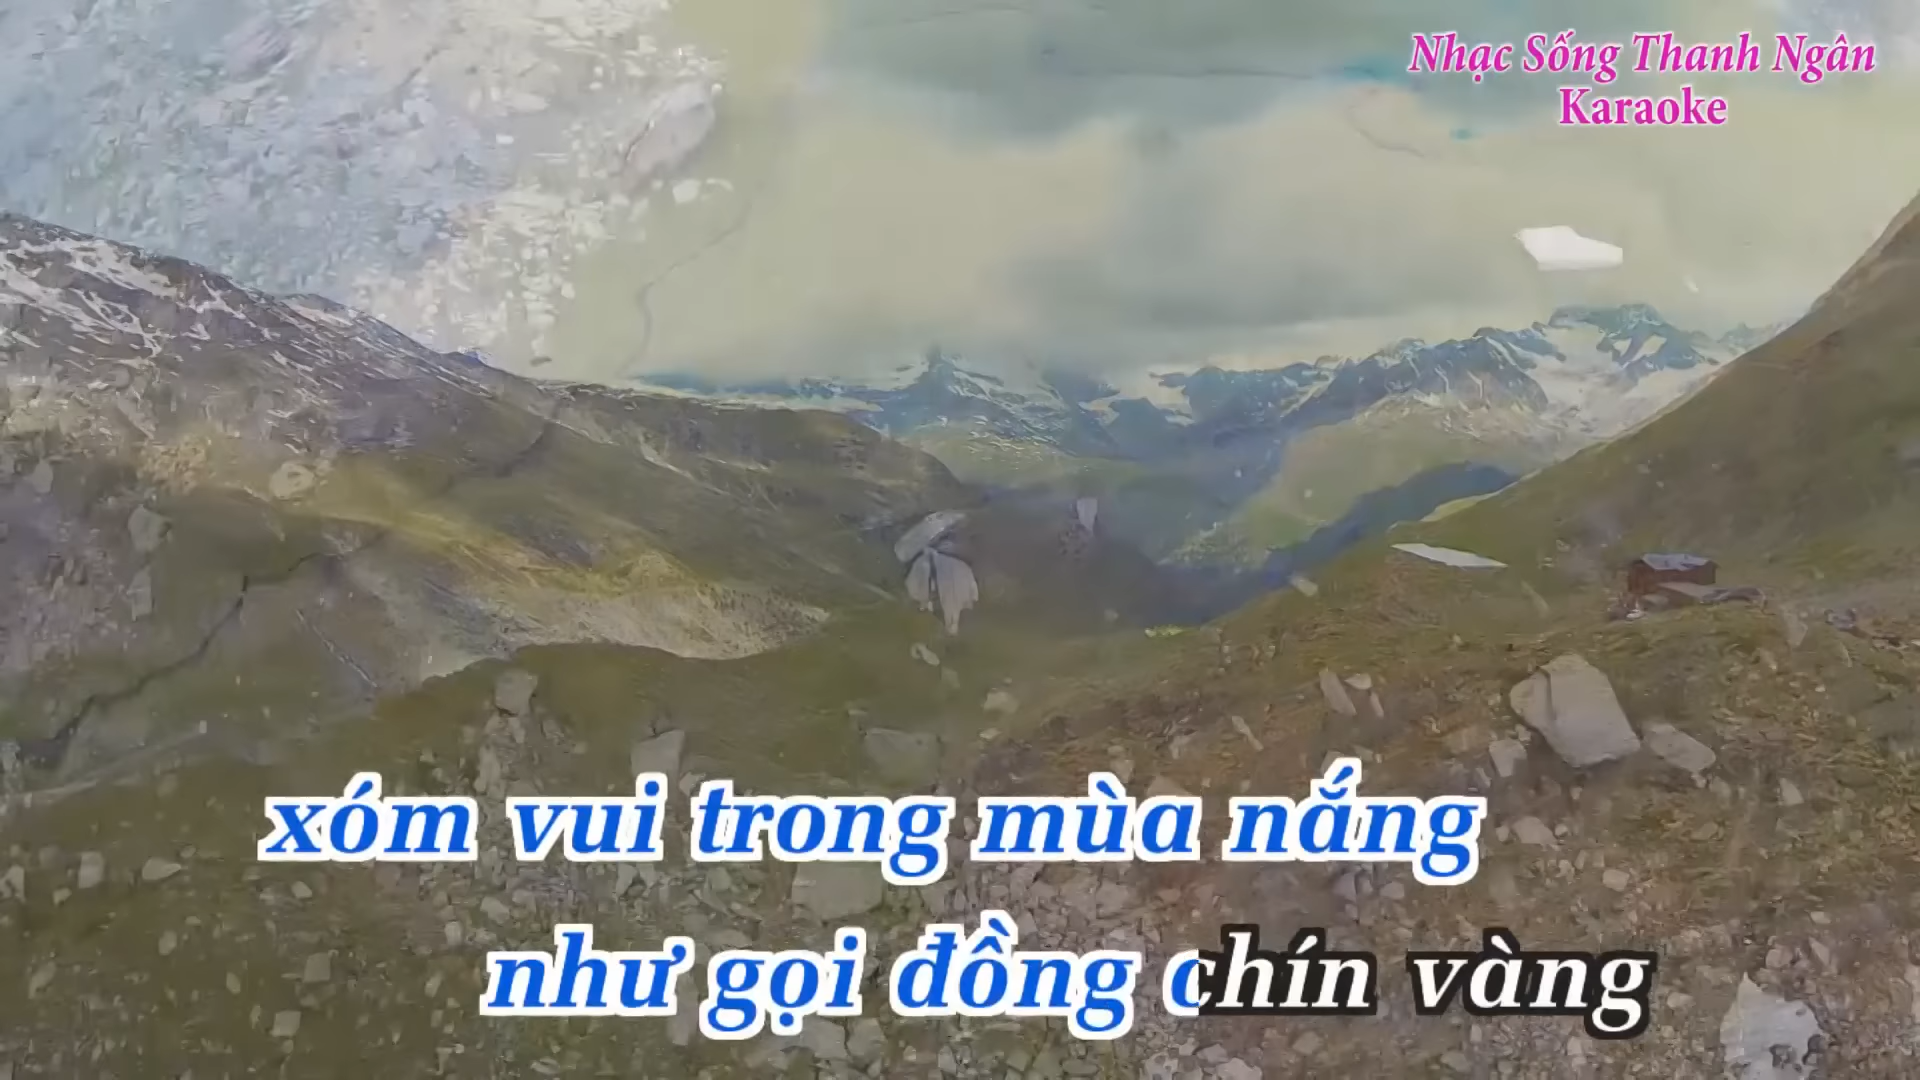 Nhạc Sống Thanh Ngân
Karaoke
xóm vui trong mùa nắng
như gọi đồng chín vàng